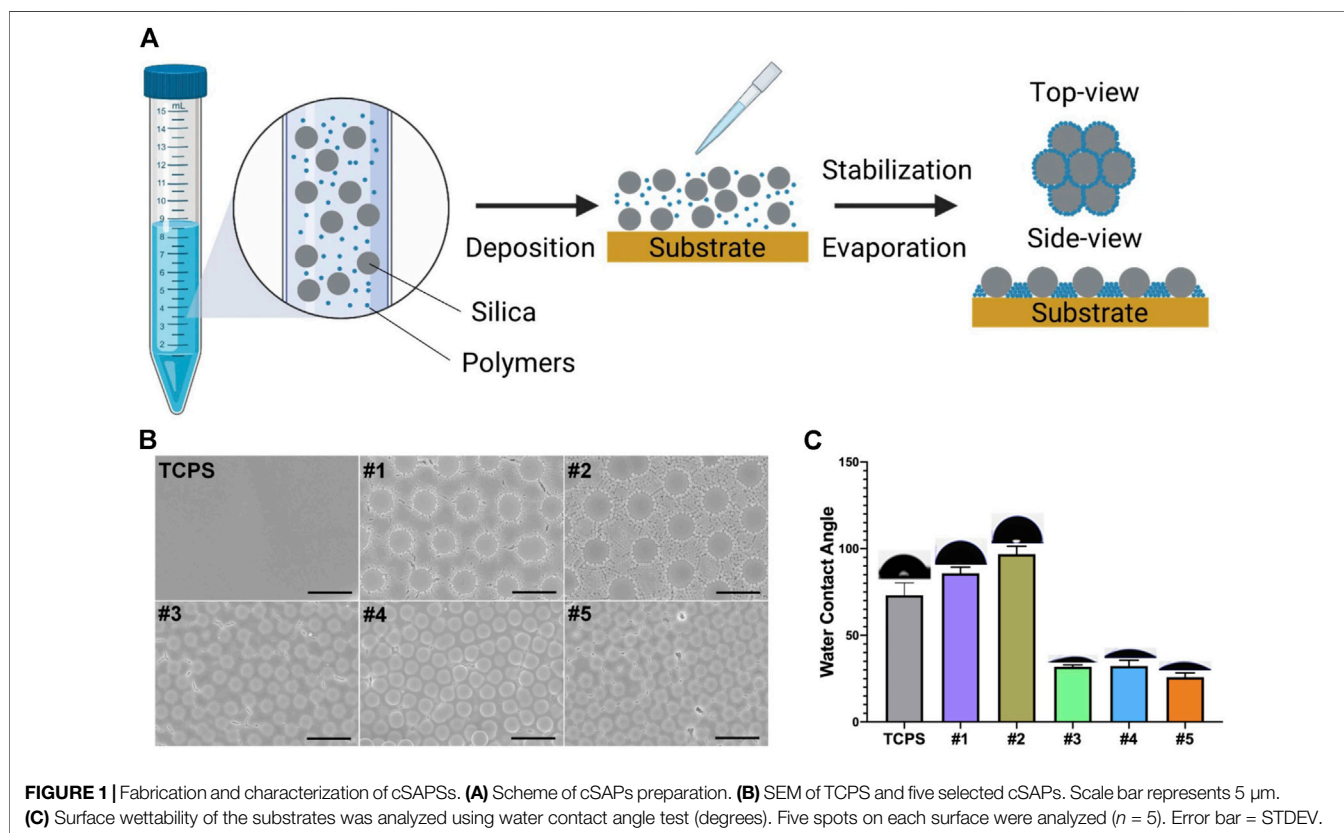 A
mL
15
14
13
12
11
10
9
8
7
6
5
4
3
2
Deposition
Silica
Polymers
Substrate
Stabilization
Evaporation
Top-view
Side-view
Substrate
B
TCPS
#1
#2
#3
#4
#5
C
Water Contact Angle
150
100
50
0
TCPS #1 #2 #3 #4 #5
FIGURE 1 | Fabrication and characterization of cSAPSs. (A) Scheme of cSAPs preparation. (B) SEM of TCPS and five selected cSAPs. Scale bar represents 5 µm.
(C) Surface wettability of the substrates was analyzed using water contact angle test (degrees). Five spots on each surface were analyzed (n = 5). Error bar = STDEV.